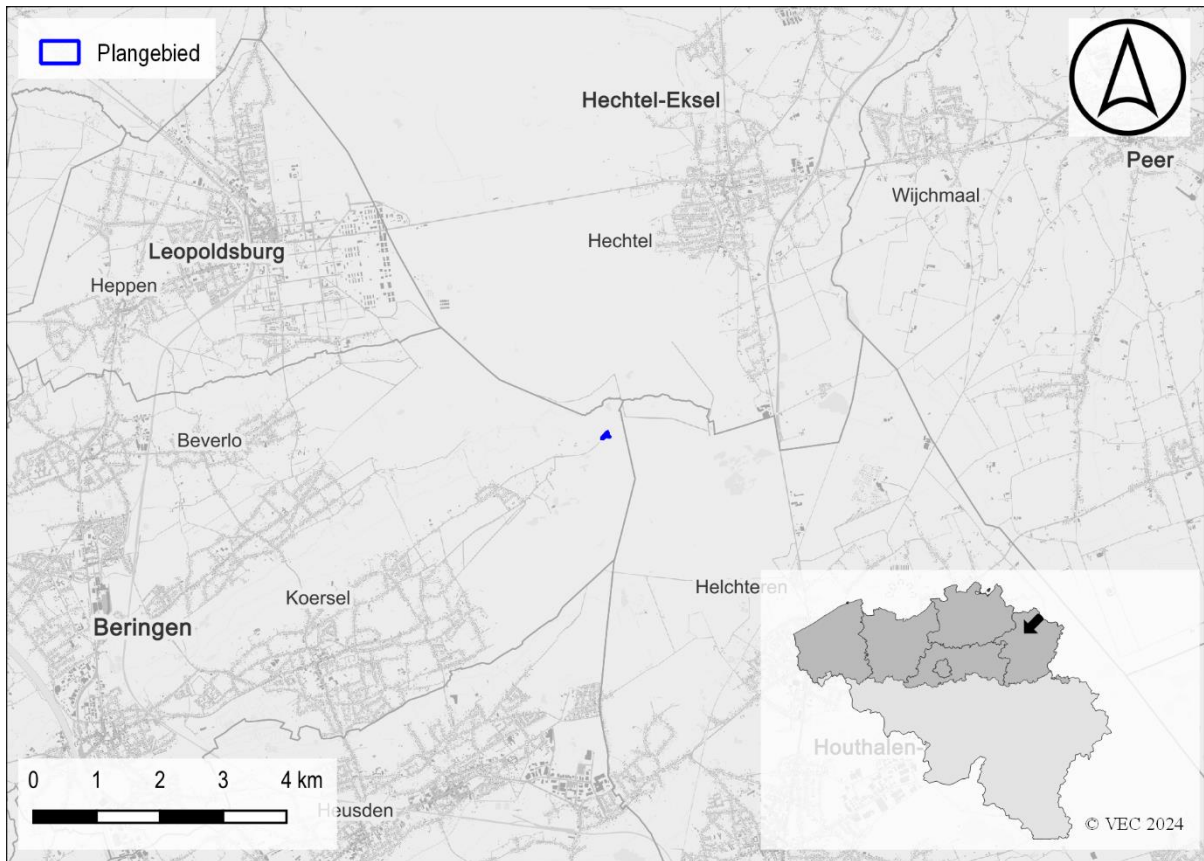 Plangebied
Hechtel-Eksel
Peer
Wijchmaal
Hechtel
Leopoldsburg
Heppen
Beverlo
Koersel
Helchteren
Beringen
Houthalen-
0 1 2 3 4 km
Heusden
© VEC 2024